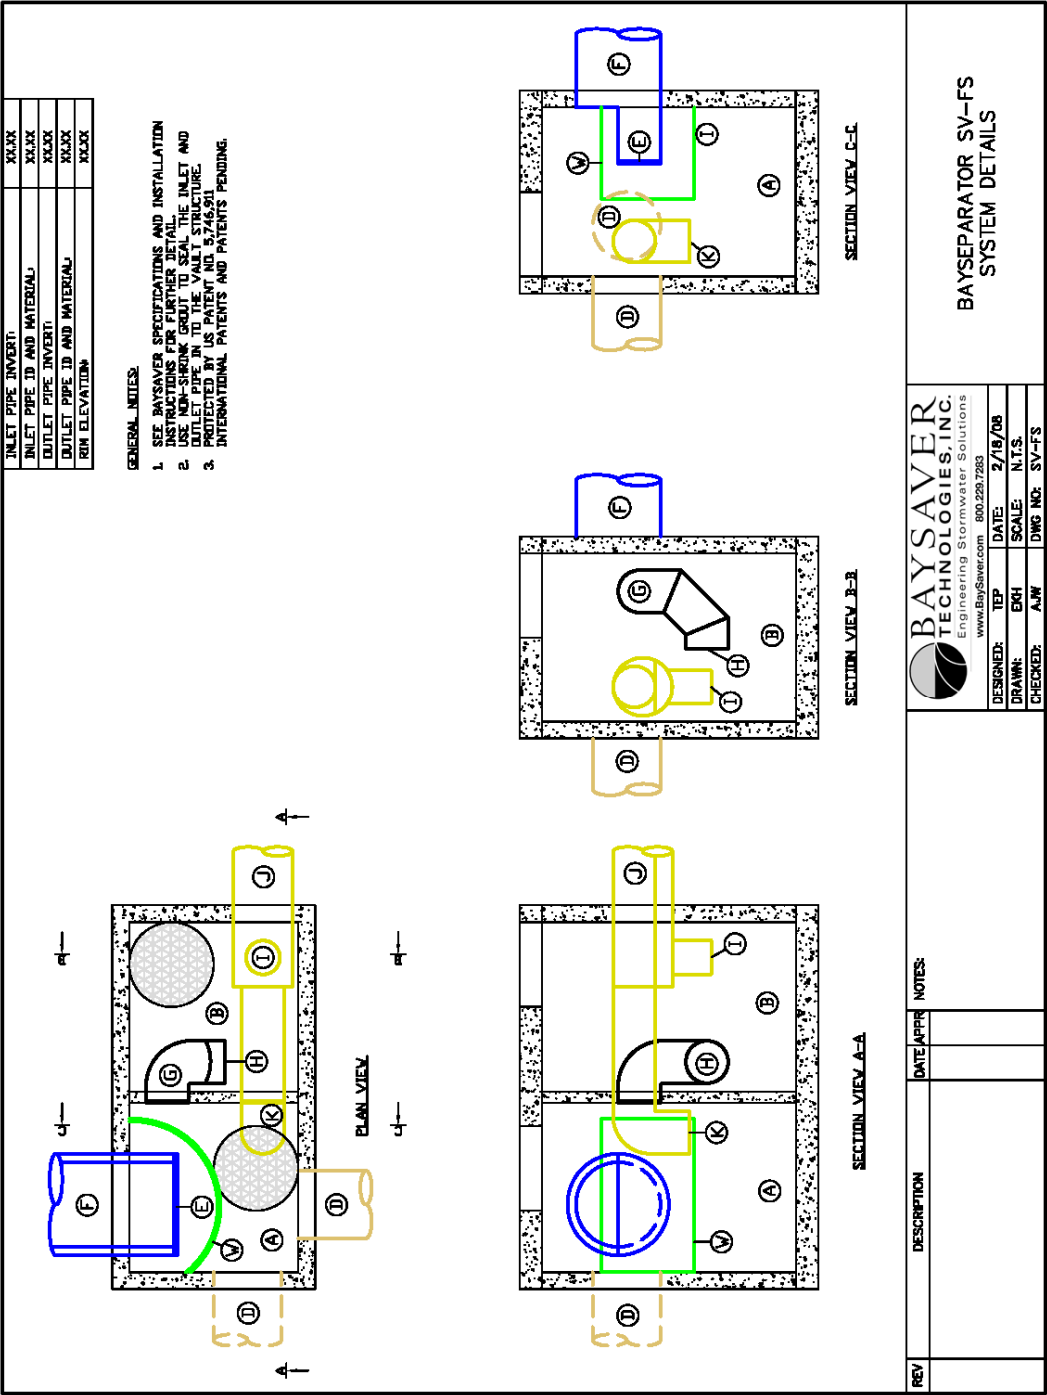 INLET PIPE INVERT: XX.XX
INLET PIPE ID AND MATERIAL: XX.XX
OUTLET PIPE INVERT: XX.XX
OUTLET PIPE ID AND MATERIAL: XX.XX
RIM ELEVATION: XX.XX
GENERAL NOTES:
1. SEE BAYSAVER SPECIFICATIONS AND INSTALLATION
INSTRUCTIONS FOR FURTHER DETAIL.
2. USE NON-SHRINK GROUT TO SEAL THE INLET AND
OUTLET PIPE IN TO THE VAULT STRUCTURE.
3. PROTECTED BY US PATENT NO. 5,746,911
INTERNATIONAL PATENTS AND PATENTS PENDING.
A
A
B
B
C
C
F
E
W
A
D
D
K
G
H
B
I
J
PLAN VIEW
D
W
A
K
H
B
I
J
SECTION VIEW A-A
D
F
G
H
I
B
SECTION VIEW B-B
D
D
F
E
W
I
K
A
SECTION VIEW C-C
REV
DESCRIPTION
DATE
APPR
NOTES:
BAYSAVER
TECHNOLOGIES, INC.
Engineering Stormwater Solutions
www.BaySaver.com 800.229.7283
DESIGNED: TEP DATE: 2/18/08
DRAWN: EKH SCALE: N.T.S.
CHECKED: AJW DWG NO: SV-FS
BAYSEPARATOR SV-FS
SYSTEM DETAILS